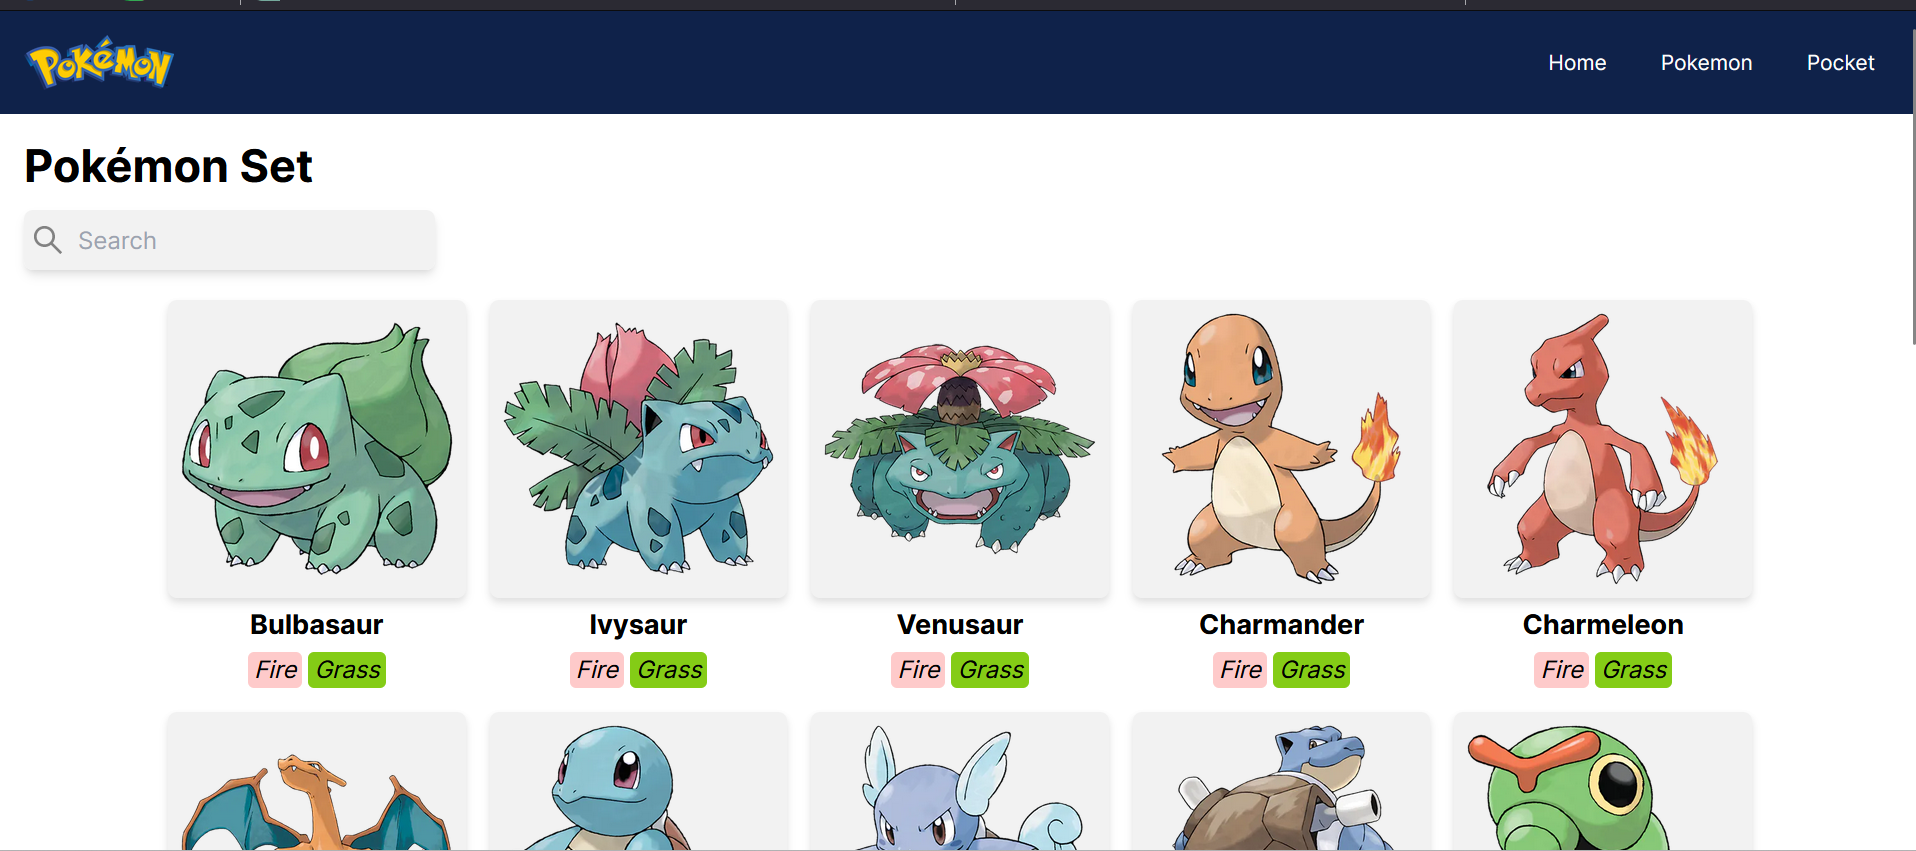 POKéMON
Home Pokemon Pocket
Pokémon Set
Search
Bulbasaur Ivysaur Venusaur Charmander Charmeleon
Fire Grass Fire Grass Fire Grass Fire Grass Fire Grass